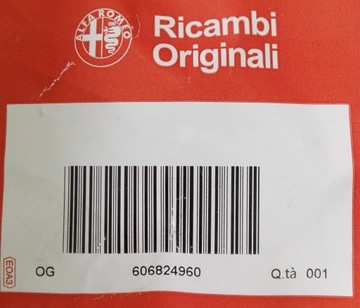 ALFA ROMEO
Ricambi
Originali
EOA3
OG 606824960 Q.tà 001